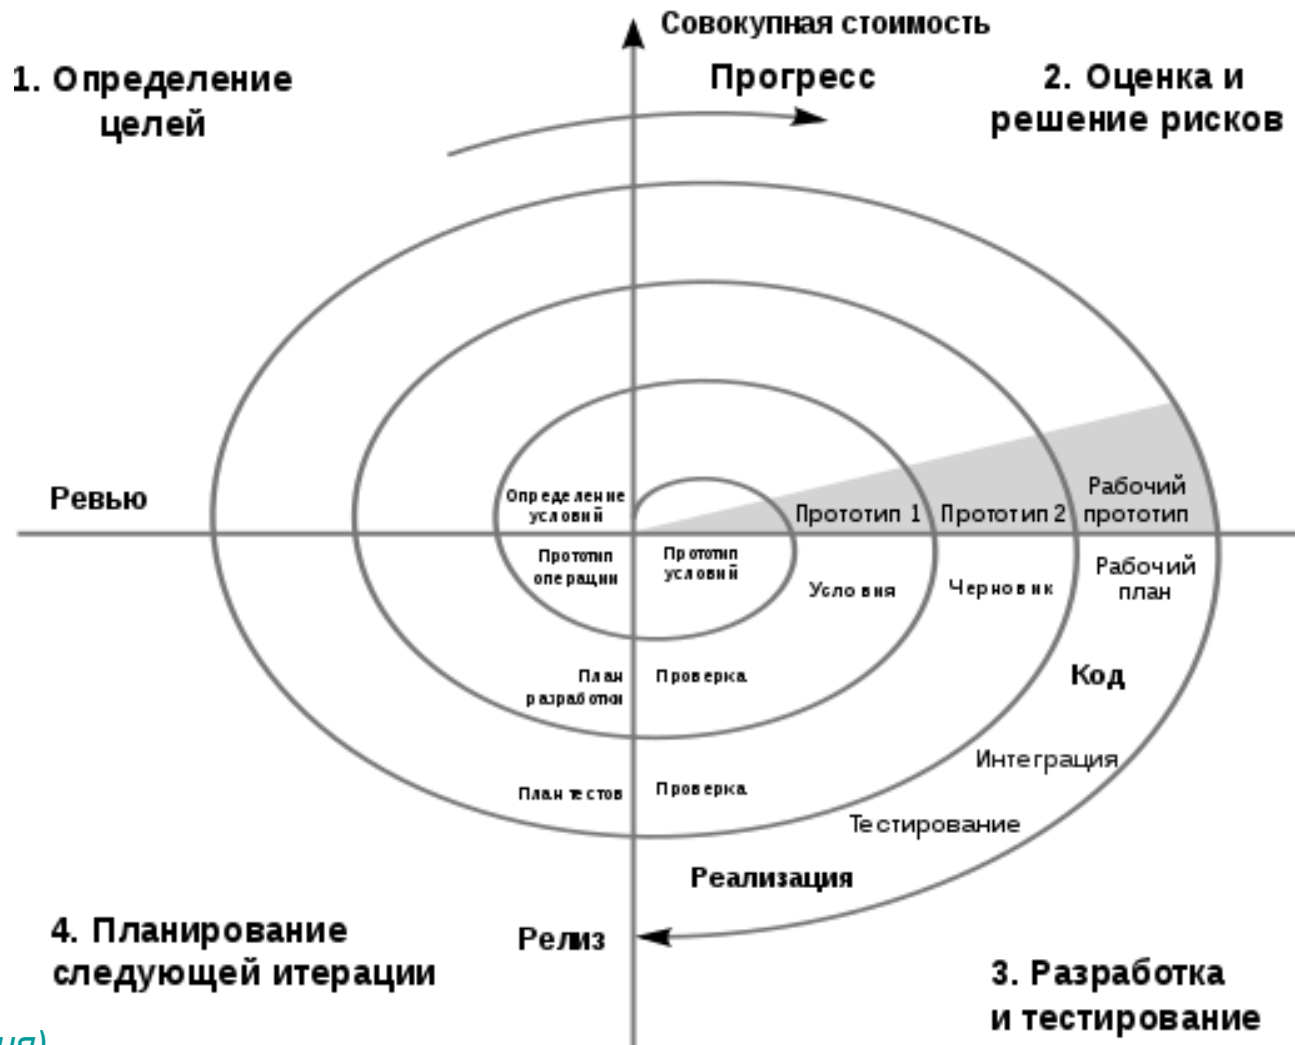 Совокупная стоимость
1. Определение
целей
Прогресс
2. Оценка и
решение рисков
Ревью
Определение
условий
Прототип 1
Прототип 2
Рабочий
прототип
Прототип
операции
Прототип
условий
Условия
Черновик
Рабочий
план
План
разработки
Проверка
Код
Интеграция
План тестов
Проверка
Тестирование
Реализация
4. Планирование
следующей итерации
Релиз
3. Разработка
и тестирование